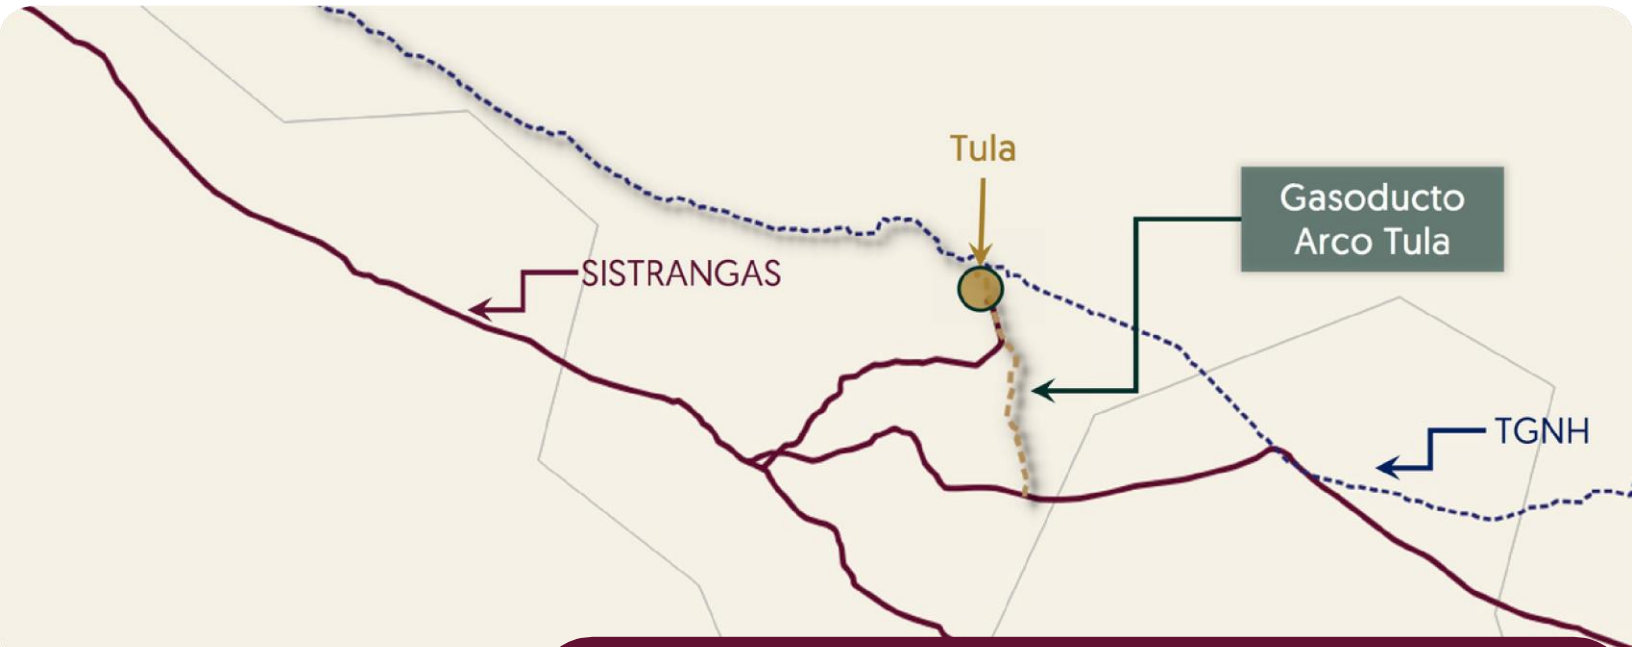 Tula
Gasoducto
Arco Tula
SISTRANGAS
TGNH